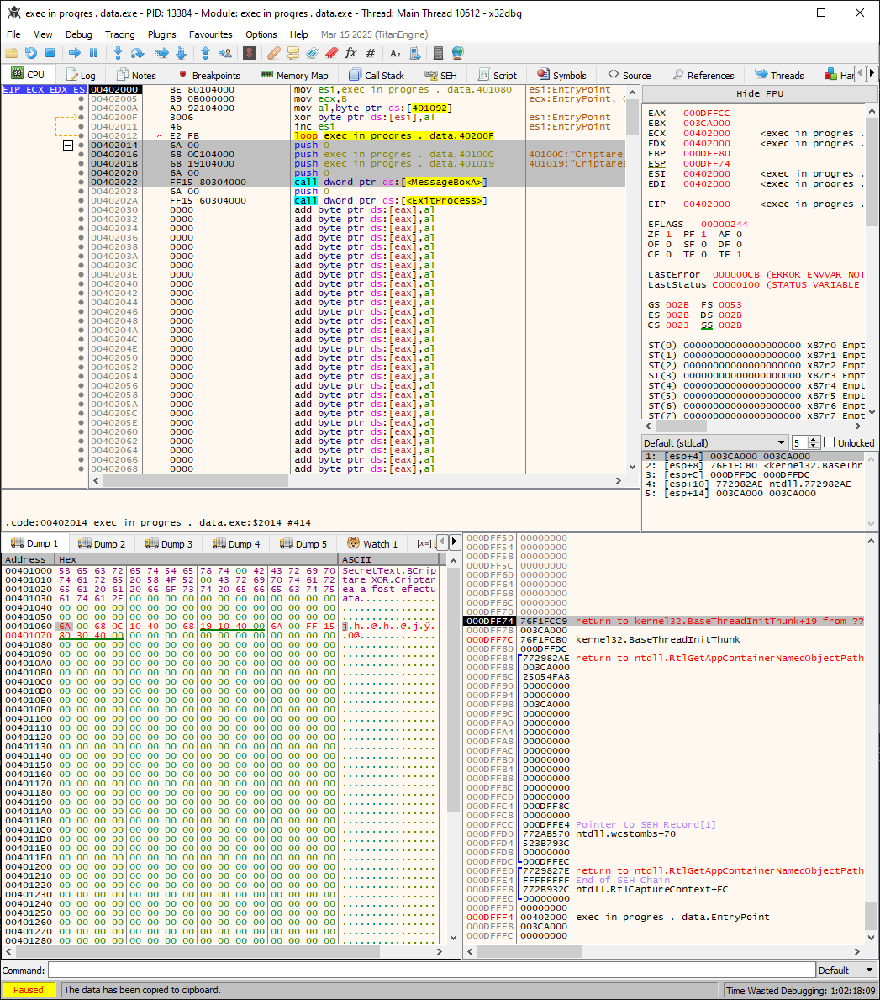 exec in progres . data.exe - PID: 13384 - Module: exec in progres . data.exe - Thread: Main Thread 10612 - x32dbg
File View Debug Tracing Plugins Favourites Options Help Mar 15 2025 (TitanEngine)
CPU Log Notes Breakpoints Memory Map Call Stack SEH Script Symbols Source References Threads Har
EIP ECX EDX ES
00402000 BE 80104000 mov esi,exec in progres . data.401080 esi:EntryPoint
00402005 B9 0B000000 mov ecx,B ecx:EntryPoint,
0040200A A0 92104000 mov al,byte ptr ds:[401092]
0040200F 3006 xor byte ptr ds:[esi],al esi:EntryPoint
00402011 46 inc esi esi:EntryPoint
00402012 E2 FB loop exec in progres . data.40200F
00402014 6A 00 push 0
00402016 68 0C104000 push exec in progres . data.40100C 40100C:"Criptare
0040201B 68 19104000 push exec in progres . data.401019 401019:"Criptarea
00402020 6A 00 push 0
00402022 FF15 80304000 call dword ptr ds:[<MessageBoxA>]
00402028 6A 00 push 0
0040202A FF15 60304000 call dword ptr ds:[<ExitProcess>]
00402030 0000 add byte ptr ds:[eax],al
00402032 0000 add byte ptr ds:[eax],al
00402034 0000 add byte ptr ds:[eax],al
00402036 0000 add byte ptr ds:[eax],al
00402038 0000 add byte ptr ds:[eax],al
0040203A 0000 add byte ptr ds:[eax],al
0040203C 0000 add byte ptr ds:[eax],al
0040203E 0000 add byte ptr ds:[eax],al
00402040 0000 add byte ptr ds:[eax],al
00402042 0000 add byte ptr ds:[eax],al
00402044 0000 add byte ptr ds:[eax],al
00402046 0000 add byte ptr ds:[eax],al
00402048 0000 add byte ptr ds:[eax],al
0040204A 0000 add byte ptr ds:[eax],al
0040204C 0000 add byte ptr ds:[eax],al
0040204E 0000 add byte ptr ds:[eax],al
00402050 0000 add byte ptr ds:[eax],al
00402052 0000 add byte ptr ds:[eax],al
00402054 0000 add byte ptr ds:[eax],al
00402056 0000 add byte ptr ds:[eax],al
00402058 0000 add byte ptr ds:[eax],al
0040205A 0000 add byte ptr ds:[eax],al
0040205C 0000 add byte ptr ds:[eax],al
0040205E 0000 add byte ptr ds:[eax],al
00402060 0000 add byte ptr ds:[eax],al
00402062 0000 add byte ptr ds:[eax],al
00402064 0000 add byte ptr ds:[eax],al
00402066 0000 add byte ptr ds:[eax],al
00402068 0000 add byte ptr ds:[eax],al
.code:00402014 exec in progres . data.exe:$2014 #414
Hide FPU
EAX 000DFFCC
EBX 003CA000
ECX 00402000 <exec in progres .
EDX 00402000 <exec in progres .
EBP 000DFF80
ESP 000DFF74
ESI 00402000 <exec in progres .
EDI 00402000 <exec in progres .
EIP 00402000 <exec in progres .
EFLAGS 00000244
ZF 1 PF 1 AF 0
OF 0 SF 0 DF 0
CF 0 TF 0 IF 1
LastError 000000CB (ERROR_ENVVAR_NOT
LastStatus C0000100 (STATUS_VARIABLE_
GS 002B FS 0053
ES 002B DS 002B
CS 0023 SS 002B
ST(0) 00000000000000000000 x87r0 Empt
ST(1) 00000000000000000000 x87r1 Empt
ST(2) 00000000000000000000 x87r2 Empt
ST(3) 00000000000000000000 x87r3 Empt
ST(4) 00000000000000000000 x87r4 Empt
ST(5) 00000000000000000000 x87r5 Empt
ST(6) 00000000000000000000 x87r6 Empt
ST(7) 00000000000000000000 x87r7 Empt
Default (stdcall) 5 Unlocked
1: [esp+4] 003CA000 003CA000
2: [esp+8] 76F1FCB0 <kernel32.BaseThr
3: [esp+C] 000DFFDC 000DFFDC
4: [esp+10] 772982AE ntdll.772982AE
5: [esp+14] 003CA000 003CA000
Dump 1 Dump 2 Dump 3 Dump 4 Dump 5 Watch 1 [x=] L
Address Hex ASCII
00401000 53 65 63 72 65 74 54 65 78 74 00 42 43 72 69 70 SecretText.BCrip
00401010 74 61 72 65 20 58 4F 52 00 43 72 69 70 74 61 72 tare XOR.Criptar
00401020 65 61 20 61 20 66 6F 73 74 20 65 66 65 63 74 75 ea a fost efectu
00401030 61 74 61 2E 00 00 00 00 00 00 00 00 00 00 00 00 ata.............
00401040 00 00 00 00 00 00 00 00 00 00 00 00 00 00 00 00 ................
00401050 00 00 00 00 00 00 00 00 00 00 00 00 00 00 00 00 ................
00401060 6A 00 68 0C 10 40 00 68 19 10 40 00 6A 00 FF 15 j.h..@.h..@.j.ÿ.
00401070 80 30 40 00 00 00 00 00 00 00 00 00 00 00 00 00 .0@.............
00401080 00 00 00 00 00 00 00 00 00 00 00 00 00 00 00 00 ................
00401090 00 00 00 00 00 00 00 00 00 00 00 00 00 00 00 00 ................
004010A0 00 00 00 00 00 00 00 00 00 00 00 00 00 00 00 00 ................
004010B0 00 00 00 00 00 00 00 00 00 00 00 00 00 00 00 00 ................
004010C0 00 00 00 00 00 00 00 00 00 00 00 00 00 00 00 00 ................
004010D0 00 00 00 00 00 00 00 00 00 00 00 00 00 00 00 00 ................
004010E0 00 00 00 00 00 00 00 00 00 00 00 00 00 00 00 00 ................
004010F0 00 00 00 00 00 00 00 00 00 00 00 00 00 00 00 00 ................
00401100 00 00 00 00 00 00 00 00 00 00 00 00 00 00 00 00 ................
00401110 00 00 00 00 00 00 00 00 00 00 00 00 00 00 00 00 ................
00401120 00 00 00 00 00 00 00 00 00 00 00 00 00 00 00 00 ................
00401130 00 00 00 00 00 00 00 00 00 00 00 00 00 00 00 00 ................
00401140 00 00 00 00 00 00 00 00 00 00 00 00 00 00 00 00 ................
00401150 00 00 00 00 00 00 00 00 00 00 00 00 00 00 00 00 ................
00401160 00 00 00 00 00 00 00 00 00 00 00 00 00 00 00 00 ................
00401170 00 00 00 00 00 00 00 00 00 00 00 00 00 00 00 00 ................
00401180 00 00 00 00 00 00 00 00 00 00 00 00 00 00 00 00 ................
00401190 00 00 00 00 00 00 00 00 00 00 00 00 00 00 00 00 ................
004011A0 00 00 00 00 00 00 00 00 00 00 00 00 00 00 00 00 ................
004011B0 00 00 00 00 00 00 00 00 00 00 00 00 00 00 00 00 ................
004011C0 00 00 00 00 00 00 00 00 00 00 00 00 00 00 00 00 ................
004011D0 00 00 00 00 00 00 00 00 00 00 00 00 00 00 00 00 ................
004011E0 00 00 00 00 00 00 00 00 00 00 00 00 00 00 00 00 ................
004011F0 00 00 00 00 00 00 00 00 00 00 00 00 00 00 00 00 ................
00401200 00 00 00 00 00 00 00 00 00 00 00 00 00 00 00 00 ................
00401210 00 00 00 00 00 00 00 00 00 00 00 00 00 00 00 00 ................
00401220 00 00 00 00 00 00 00 00 00 00 00 00 00 00 00 00 ................
00401230 00 00 00 00 00 00 00 00 00 00 00 00 00 00 00 00 ................
00401240 00 00 00 00 00 00 00 00 00 00 00 00 00 00 00 00 ................
00401250 00 00 00 00 00 00 00 00 00 00 00 00 00 00 00 00 ................
00401260 00 00 00 00 00 00 00 00 00 00 00 00 00 00 00 00 ................
00401270 00 00 00 00 00 00 00 00 00 00 00 00 00 00 00 00 ................
00401280 00 00 00 00 00 00 00 00 00 00 00 00 00 00 00 00 ................
000DFF50 00000000
000DFF54 00000000
000DFF58 00000000
000DFF5C 00000000
000DFF60 00000000
000DFF64 00000000
000DFF68 00000000
000DFF6C 00000000
000DFF70 00000000
000DFF74 76F1FCC9 return to kernel32.BaseThreadInitThunk+19 from ??
000DFF78 003CA000
000DFF7C 76F1FCB0 kernel32.BaseThreadInitThunk
000DFF80 000DFFDC
000DFF84 772982AE return to ntdll.RtlGetAppContainerNamedObjectPath
000DFF88 003CA000
000DFF8C 25054FA8
000DFF90 00000000
000DFF94 00000000
000DFF98 003CA000
000DFF9C 00000000
000DFFA0 00000000
000DFFA4 00000000
000DFFA8 00000000
000DFFAC 00000000
000DFFB0 00000000
000DFFB4 00000000
000DFFB8 00000000
000DFFBC 00000000
000DFFC0 00000000
000DFFC4 000DFF8C
000DFFC8 00000000
000DFFCC 000DFFE4 Pointer to SEH_Record[1]
000DFFD0 772AB570 ntdll.wcstombs+70
000DFFD4 523B793C
000DFFD8 00000000
000DFFDC 000DFFEC
000DFFE0 7729827E return to ntdll.RtlGetAppContainerNamedObjectPath
000DFFE4 FFFFFFFF End of SEH Chain
000DFFE8 772B932C ntdll.RtlCaptureContext+EC
000DFFEC 00000000
000DFFF0 00000000
000DFFF4 00402000 exec in progres . data.EntryPoint
000DFFF8 003CA000
000DFFFC 00000000
Command: Default
Paused The data has been copied to clipboard. Time Wasted Debugging: 1:02:18:09